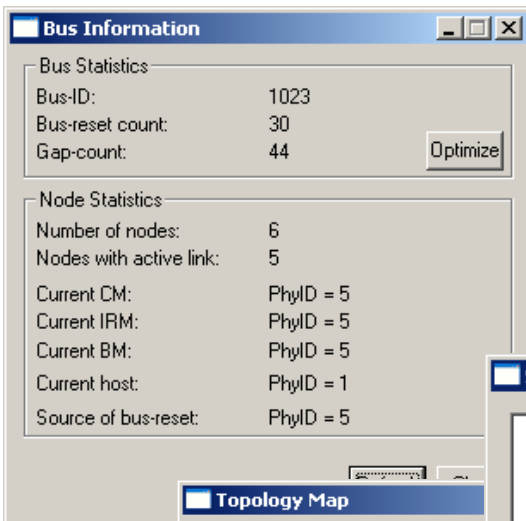 Bus Information
Bus Statistics
Bus-ID: 1023
Bus-reset count: 30
Gap-count: 44
Optimize
Node Statistics
Number of nodes: 6
Nodes with active link: 5
Current CM: PhyID = 5
Current IRM: PhyID = 5
Current BM: PhyID = 5
Current host: PhyID = 1
Source of bus-reset: PhyID = 5
Topology Map